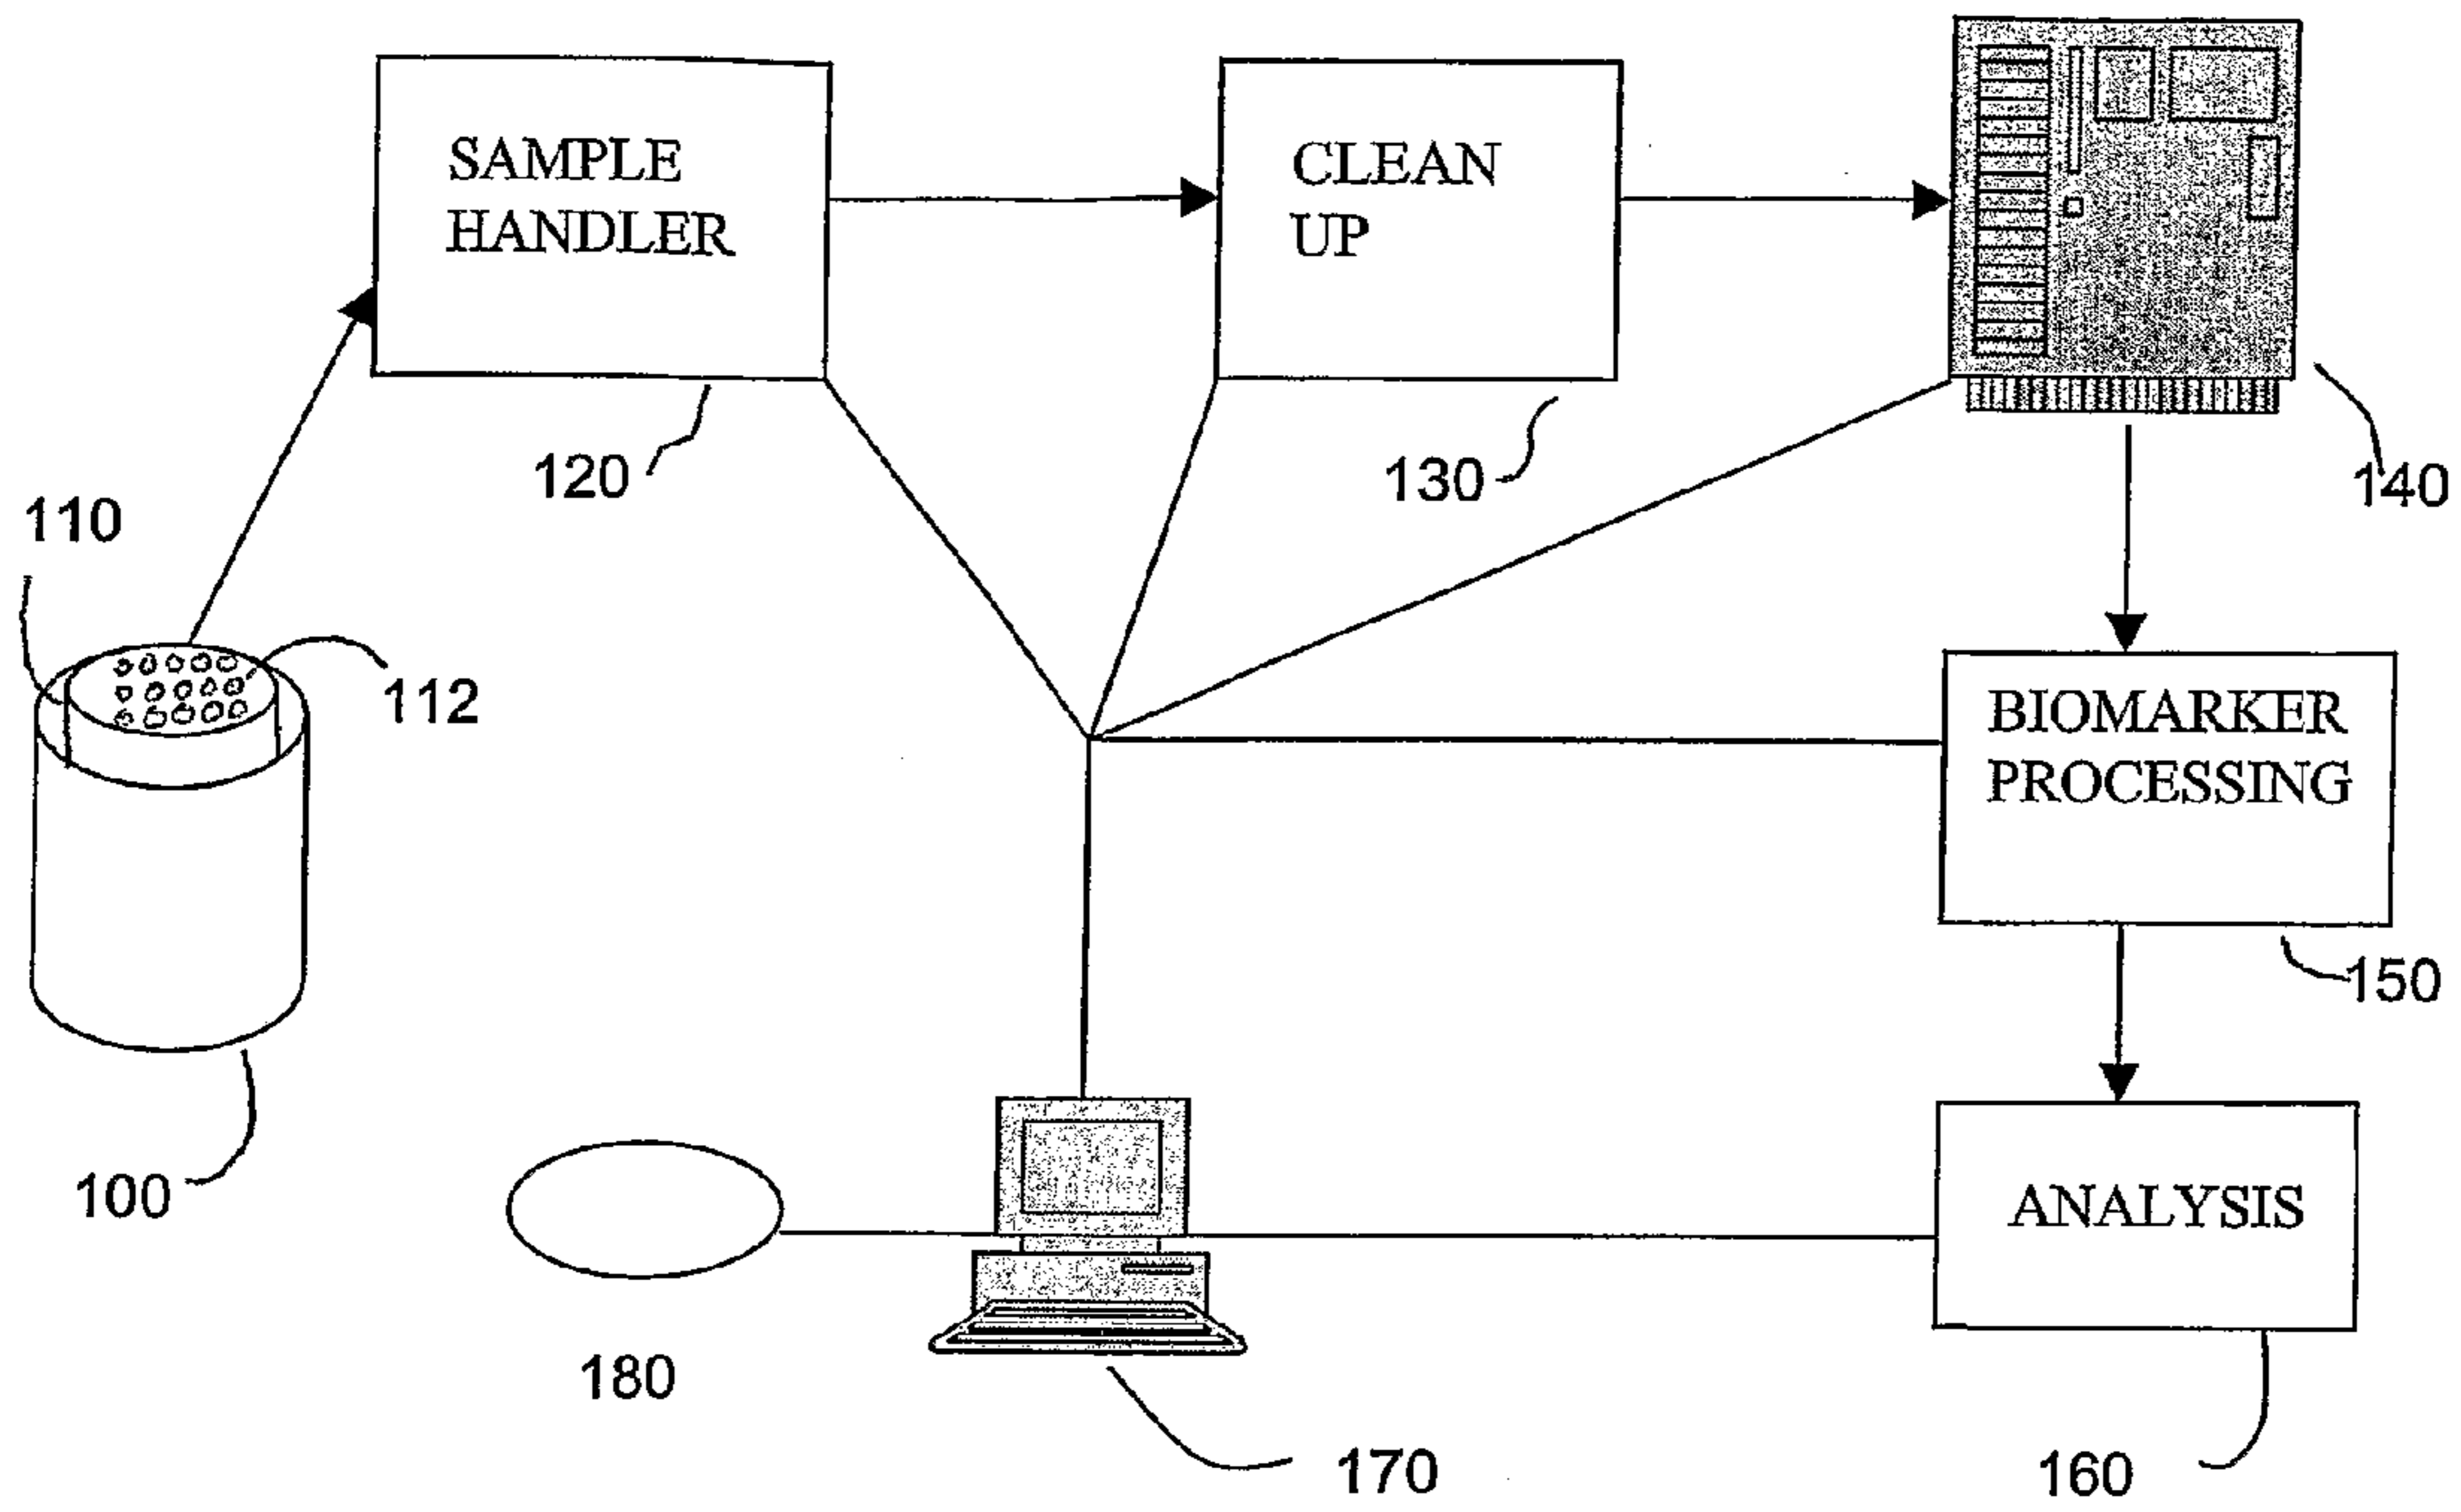 SAMPLE
HANDLER
CLEAN
UP
120
130
140
110
112
BIOMARKER
PROCESSING
150
100
ANALYSIS
180
170
160